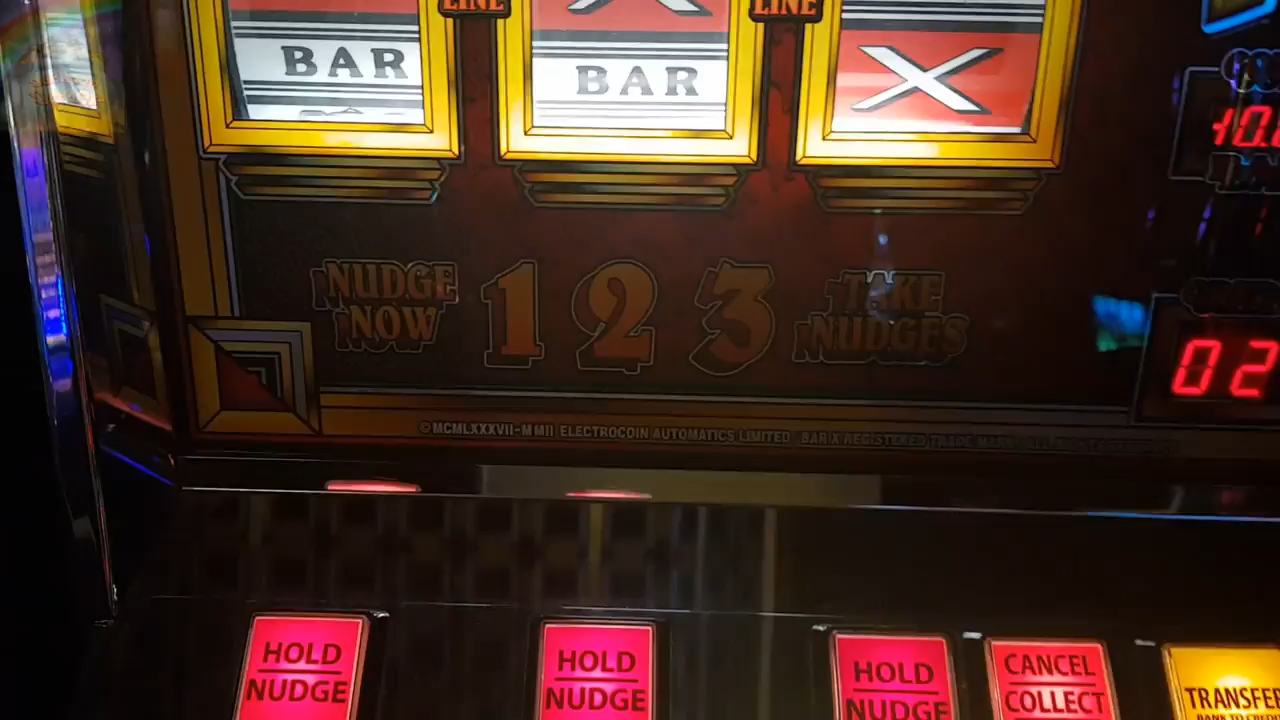 LINE
LINE
BAR
BAR
X
10.
NUDGE
NOW
1 2 3
TAKE
NUDGES
02
©MCMLXXXVII-MMII ELECTROCOIN AUTOMATICS LIMITED BAR X REGISTERED TRADE MARK
HOLD
NUDGE
HOLD
NUDGE
HOLD
NUDGE
CANCEL
COLLECT
TRANSFER